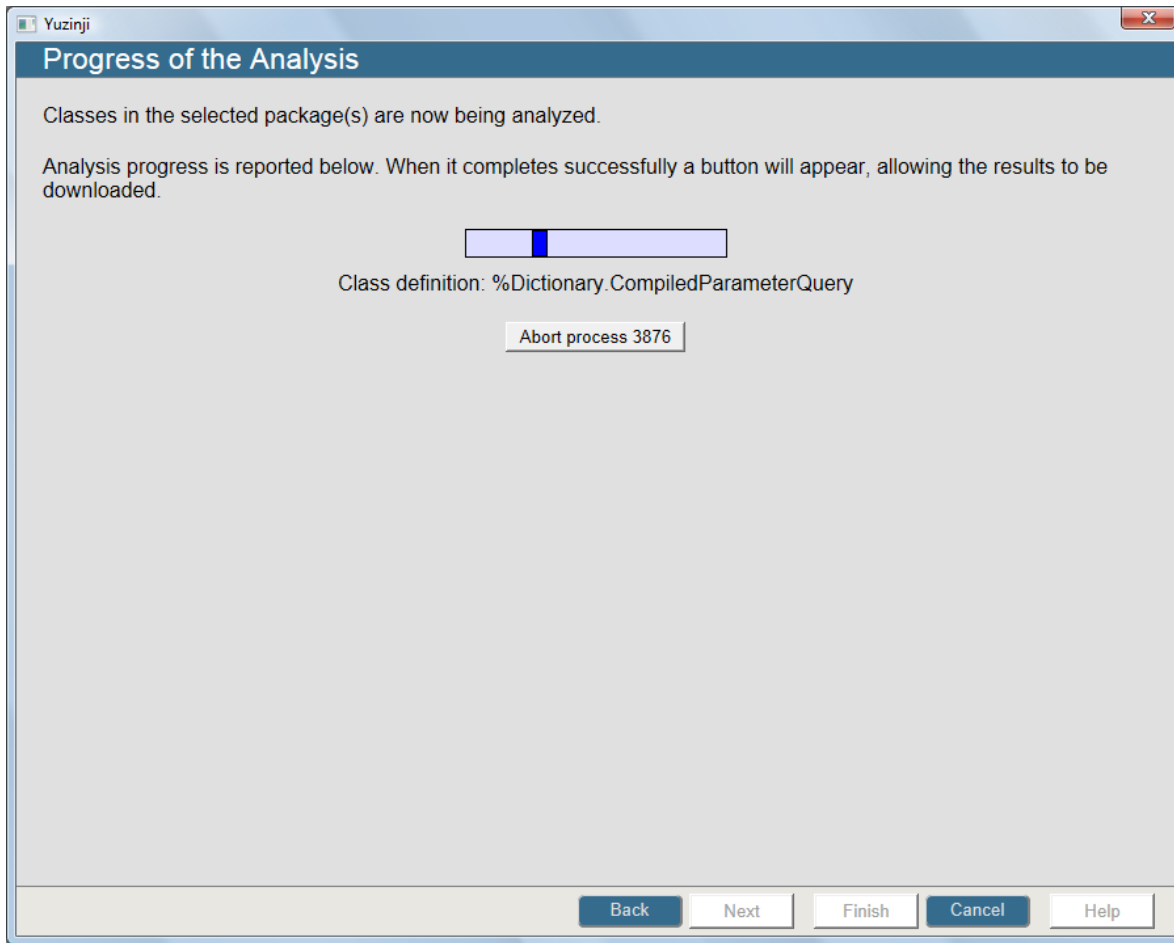 Yuzinji
Progress of the Analysis
Classes in the selected package(s) are now being analyzed.
Analysis progress is reported below. When it completes successfully a button will appear, allowing the results to be
downloaded.
Class definition: %Dictionary.CompiledParameterQuery
Abort process 3876
Back Next Finish Cancel Help